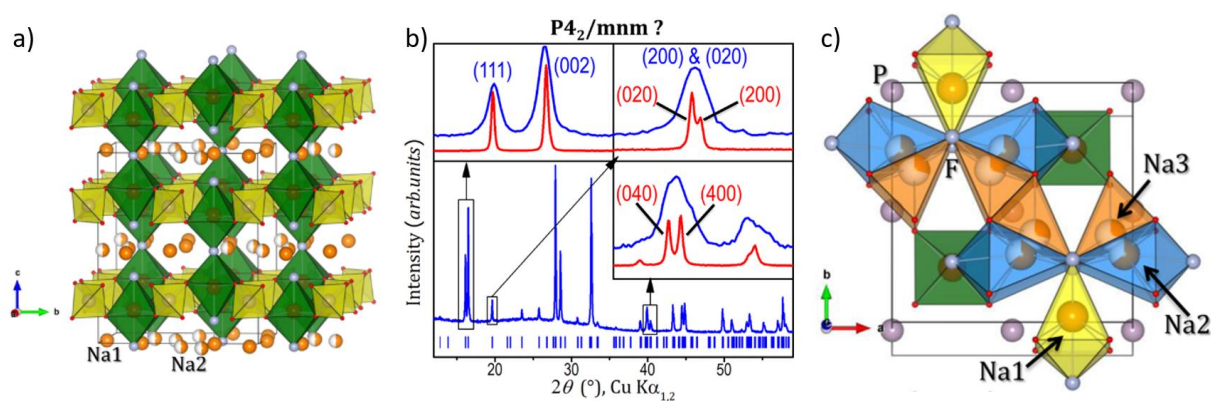 a)
c
b
Na1
Na2
b)
P4₂/mnm ?
(111)
(002)
(200) & (020)
(020)
(200)
(040)
(400)
Intensity (arb.units)
20
30
40
50
2θ (°), Cu Kα₁,₂
c)
P
F
Na3
Na2
Na1
b
a